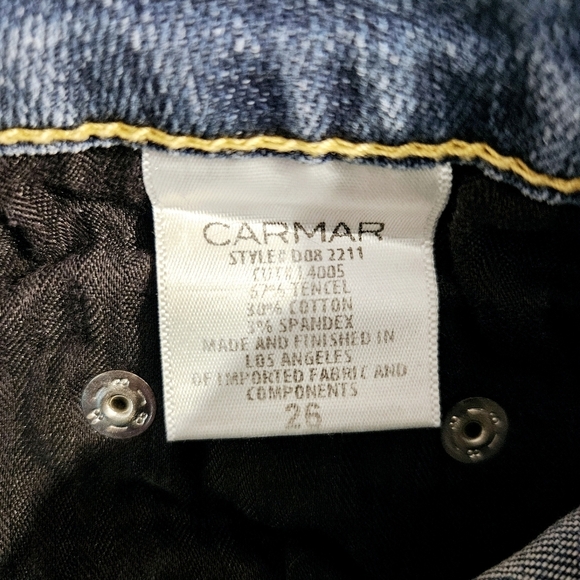 CARMAR
STYLE# D08 2211
CUT# L4005
67% TENCEL
30% COTTON
3% SPANDEX
MADE AND FINISHED IN
LOS ANGELES
OF IMPORTED FABRIC AND
COMPONENTS
26